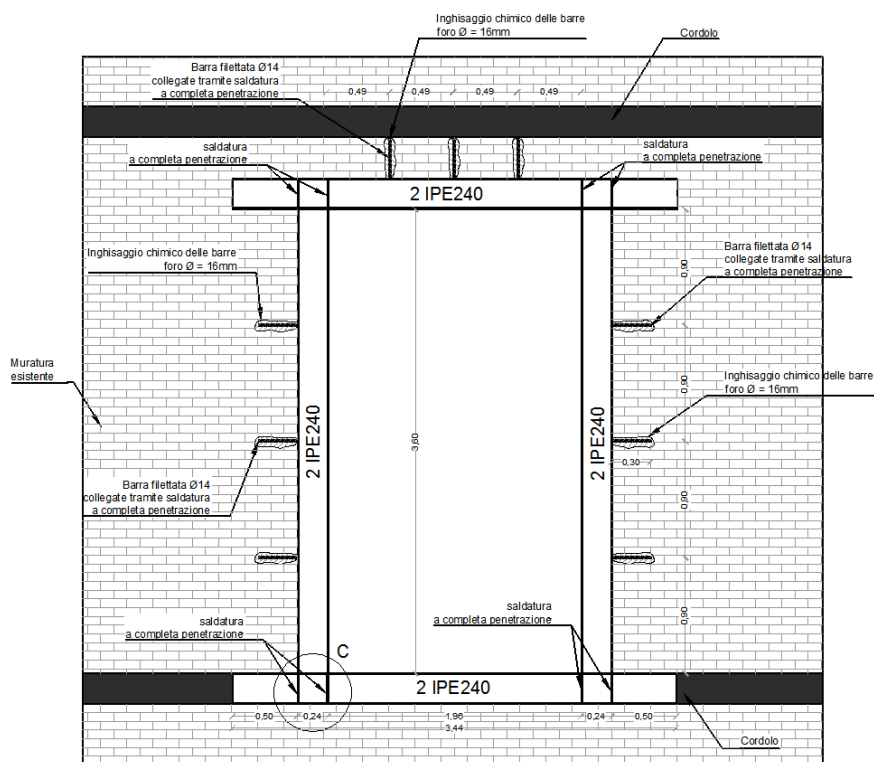 Inghisaggio chimico delle barre
foro Ø = 16mm
Cordolo
Barra filettata Ø14
collegate tramite saldatura
a completa penetrazione
0,49
0,49
0,49
0,49
saldatura
a completa penetrazione
saldatura
a completa penetrazione
2 IPE240
Inghisaggio chimico delle barre
foro Ø = 16mm
Barra filettata Ø14
collegate tramite saldatura
a completa penetrazione
0,90
Muratura
esistente
0,90
Inghisaggio chimico delle barre
foro Ø = 16mm
2 IPE240
3,60
2 IPE240
0,30
Barra filettata Ø14
collegate tramite saldatura
a completa penetrazione
0,90
saldatura
a completa penetrazione
saldatura
a completa penetrazione
0,90
C
2 IPE240
0,50
0,24
1,96
0,24
0,50
3,44
Cordolo